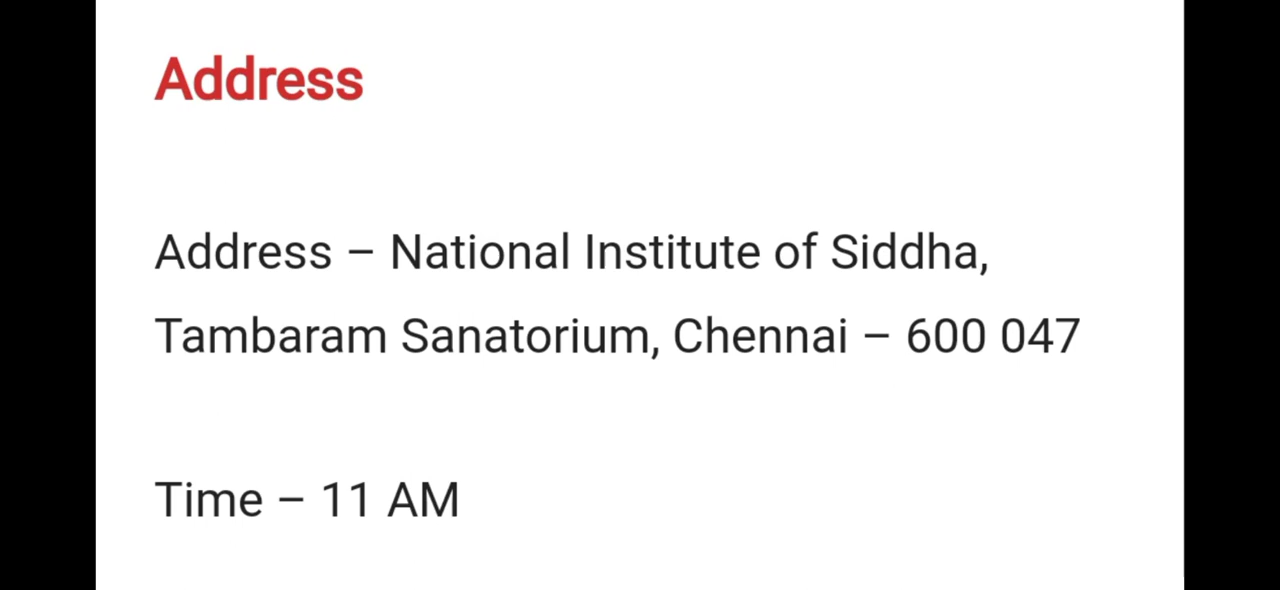 Address
Address – National Institute of Siddha,
Tambaram Sanatorium, Chennai – 600 047
Time – 11 AM